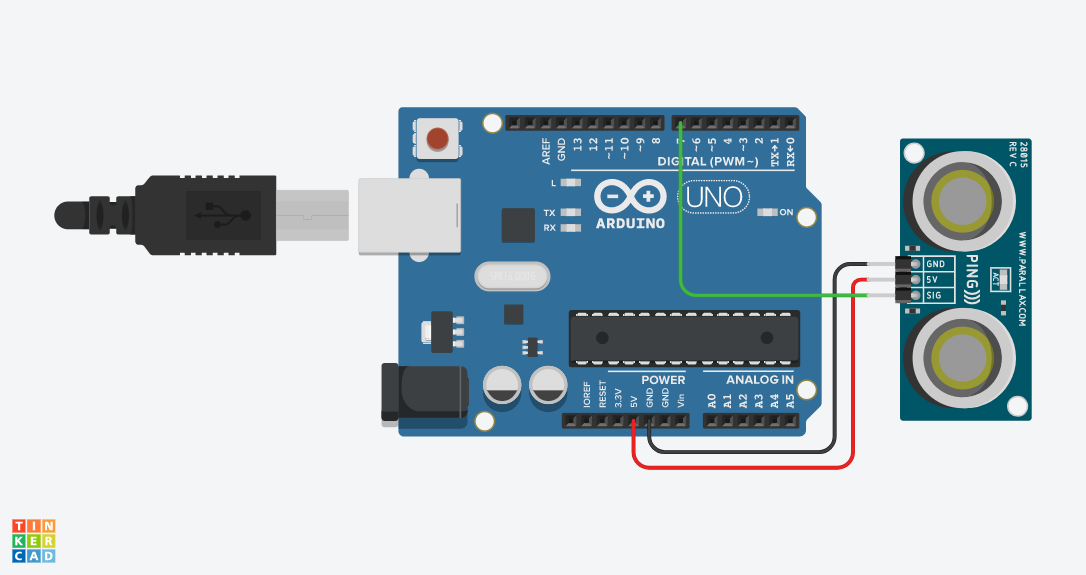 AREF
GND
13
12
~11
~10
~9
8
7
~6
~5
4
~3
2
TX→1
RX←0
DIGITAL (PWM~)
L
TX
RX
UNO
ARDUINO
ON
28015
REV C
WWW.PARALLAX.COM
PING)))
GND
5V
SIG
ACT
POWER
ANALOG IN
IOREF
RESET
3.3V
5V
GND
GND
Vin
A0
A1
A2
A3
A4
A5
TIN
KER
CAD